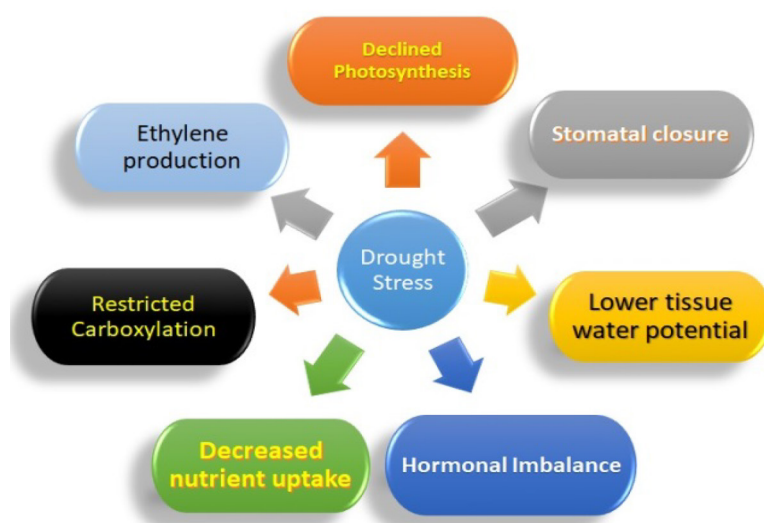 Declined
Photosynthesis
Stomatal closure
Lower tissue
water potential
Hormonal Imbalance
Decreased
nutrient uptake
Restricted
Carboxylation
Ethylene
production
Drought
Stress